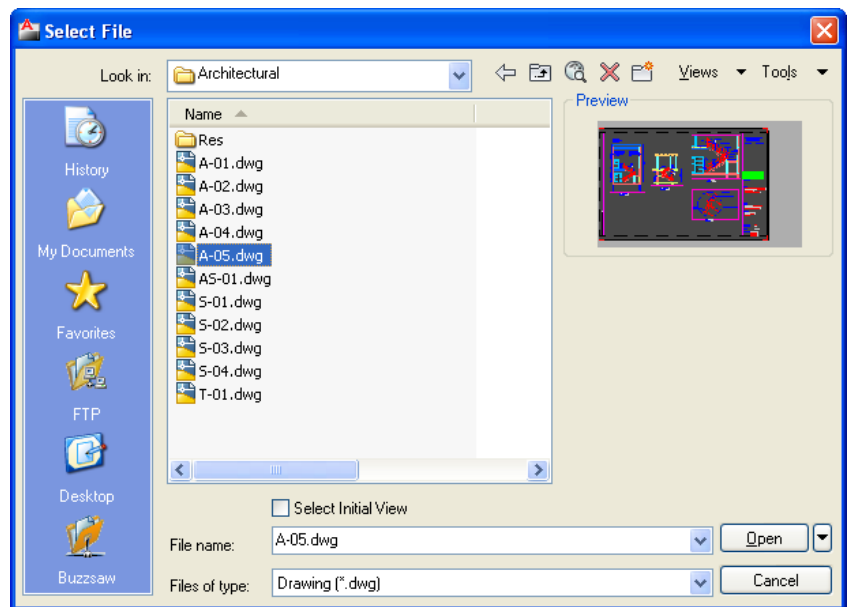 Select File
Look in: Architectural Views Tools
Name
Preview
Res
A-01.dwg
A-02.dwg
A-03.dwg
A-04.dwg
A-05.dwg
AS-01.dwg
S-01.dwg
S-02.dwg
S-03.dwg
S-04.dwg
T-01.dwg
History
My Documents
Favorites
FTP
Desktop
Buzzsaw
Select Initial View
File name: A-05.dwg Open
Files of type: Drawing (*.dwg) Cancel